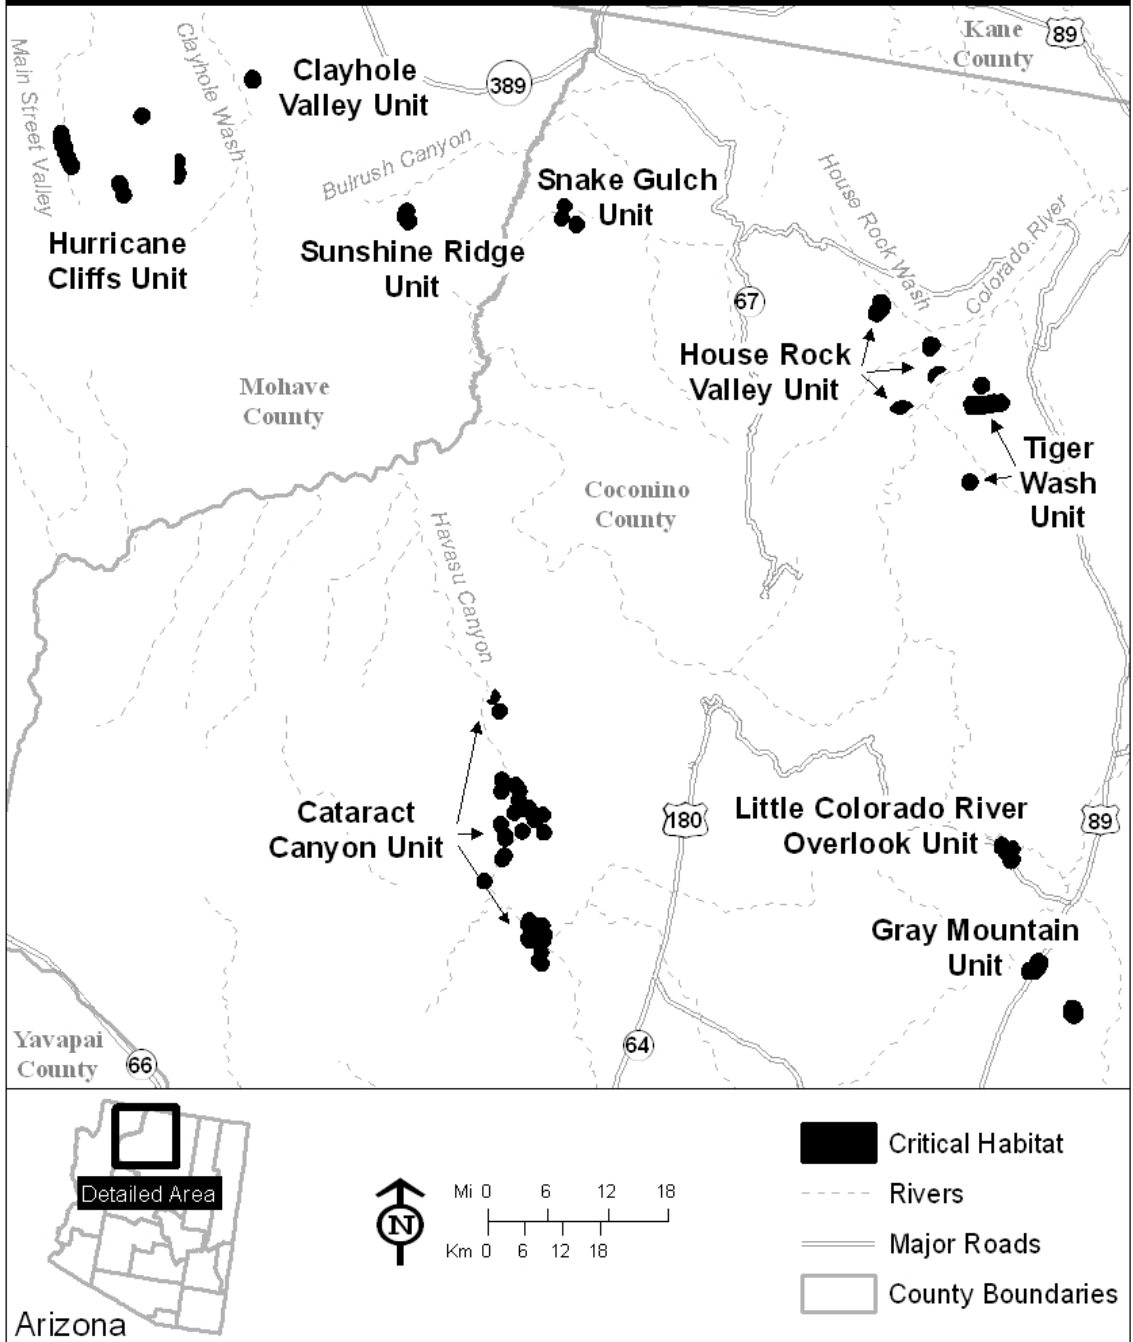 Kane
County
89
Main Street Valley
Clayhole Wash
Clayhole
Valley Unit
389
Bulrush Canyon
Snake Gulch
Unit
House Rock Wash
Colorado River
Hurricane
Cliffs Unit
Sunshine Ridge
Unit
67
House Rock
Valley Unit
Mohave
County
Tiger
Wash
Unit
Coconino
County
Havasu Canyon
Cataract
Canyon Unit
180
Little Colorado River
Overlook Unit
89
Gray Mountain
Unit
Yavapai
County
66
64
Detailed Area
Arizona
N
Mi 0 6 12 18
Km 0 6 12 18
Critical Habitat
Rivers
Major Roads
County Boundaries